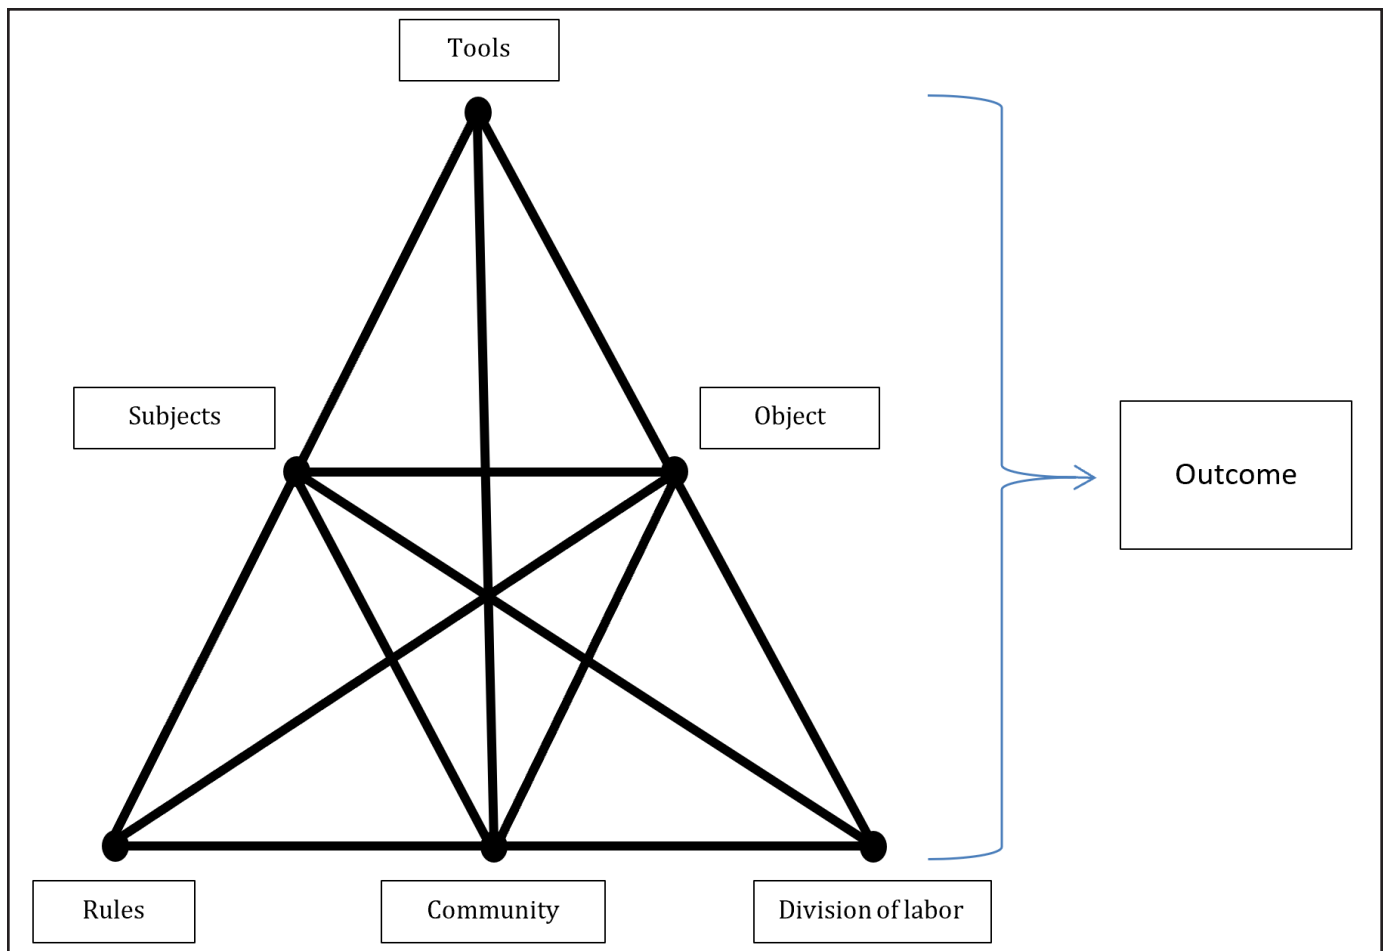 Tools
Subjects
Object
Outcome
Rules
Community
Division of labor